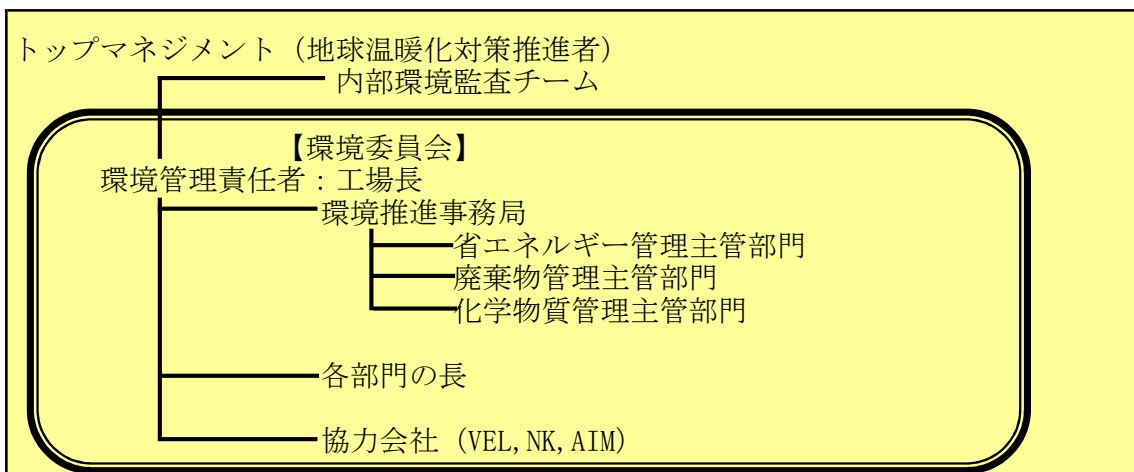 トップマネジメント(地球温暖化対策推進者)
内部環境監査チーム
【環境委員会】
環境管理責任者:工場長
環境推進事務局
省エネルギー管理主管部門
廃棄物管理主管部門
化学物質管理主管部門
各部門の長
協力会社(VEL,NK,AIM)